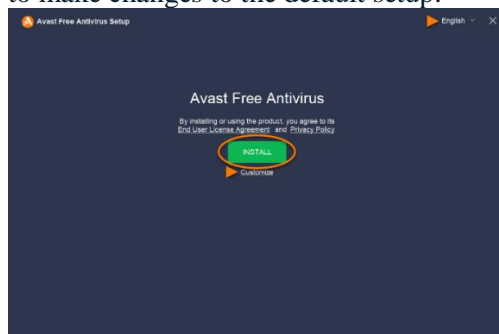 to make changes to the default setup.
Avast Free Antivirus Setup
English
Avast Free Antivirus
By installing or using the product, you agree to its
End User License Agreement and Privacy Policy
INSTALL
Customize